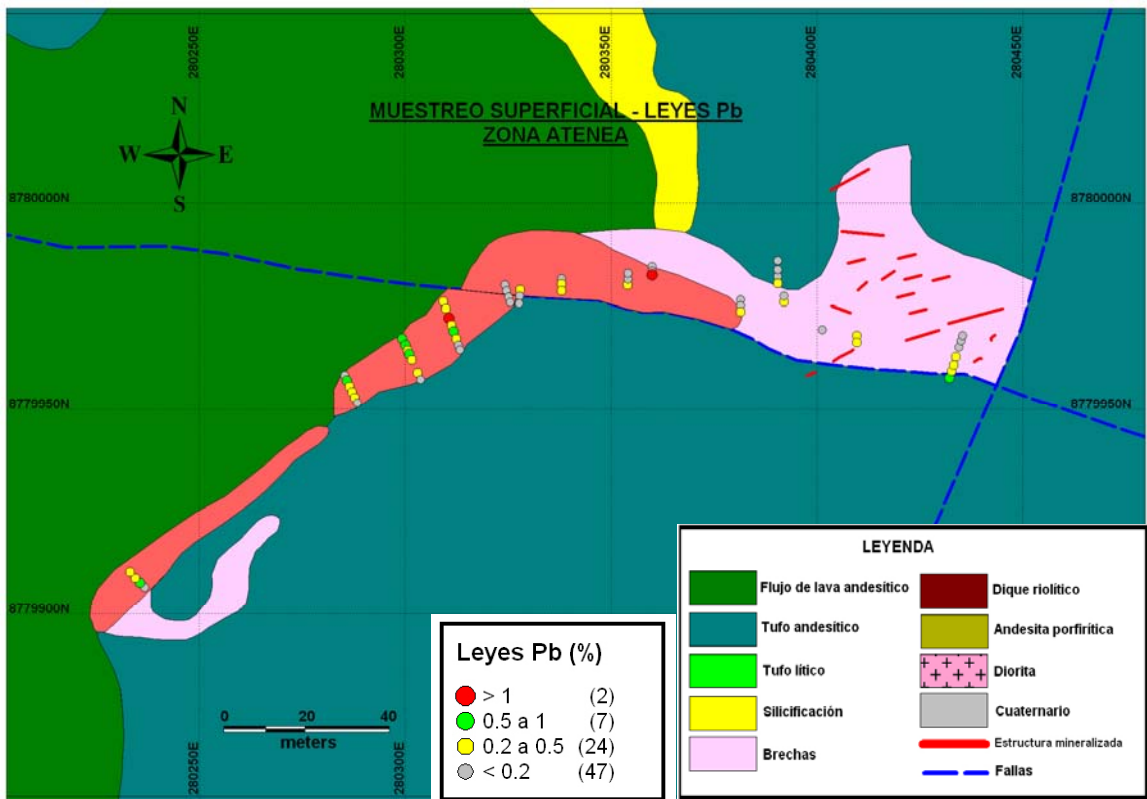 280250E
280300E
280350E
280400E
280450E
MUESTREO SUPERFICIAL - LEYES Pb
ZONA ATENEA
N
W E
S
8780000N
8780000N
8779950N
8779950N
8779900N
0 20 40
meters
280250E
280300E
Leyes Pb (%)
> 1 (2)
0.5 a 1 (7)
0.2 a 0.5 (24)
< 0.2 (47)
LEYENDA
Flujo de lava andesítico
Tufo andesítico
Tufo lítico
Silicificación
Brechas
Dique riolítico
Andesita porfirítica
Diorita
Cuaternario
Estructura mineralizada
Fallas